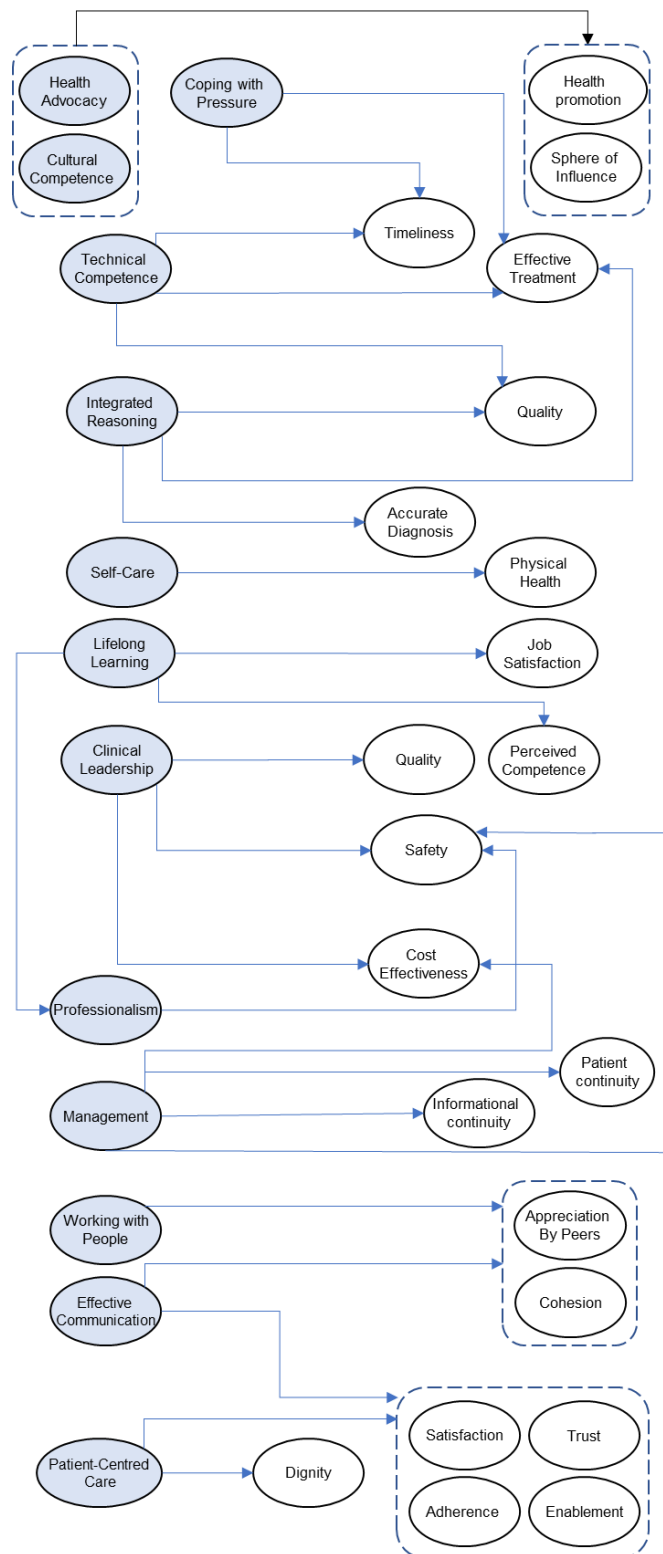 Health
Advocacy
Coping with
Pressure
Health
promotion
Cultural
Competence
Sphere of
Influence
Timeliness
Technical
Competence
Effective
Treatment
Integrated
Reasoning
Quality
Accurate
Diagnosis
Self-Care
Physical
Health
Lifelong
Learning
Job
Satisfaction
Clinical
Leadership
Quality
Perceived
Competence
Safety
Cost
Effectiveness
Professionalism
Patient
continuity
Management
Informational
continuity
Working with
People
Appreciation
By Peers
Effective
Communication
Cohesion
Satisfaction
Trust
Patient-Centred
Care
Dignity
Adherence
Enablement